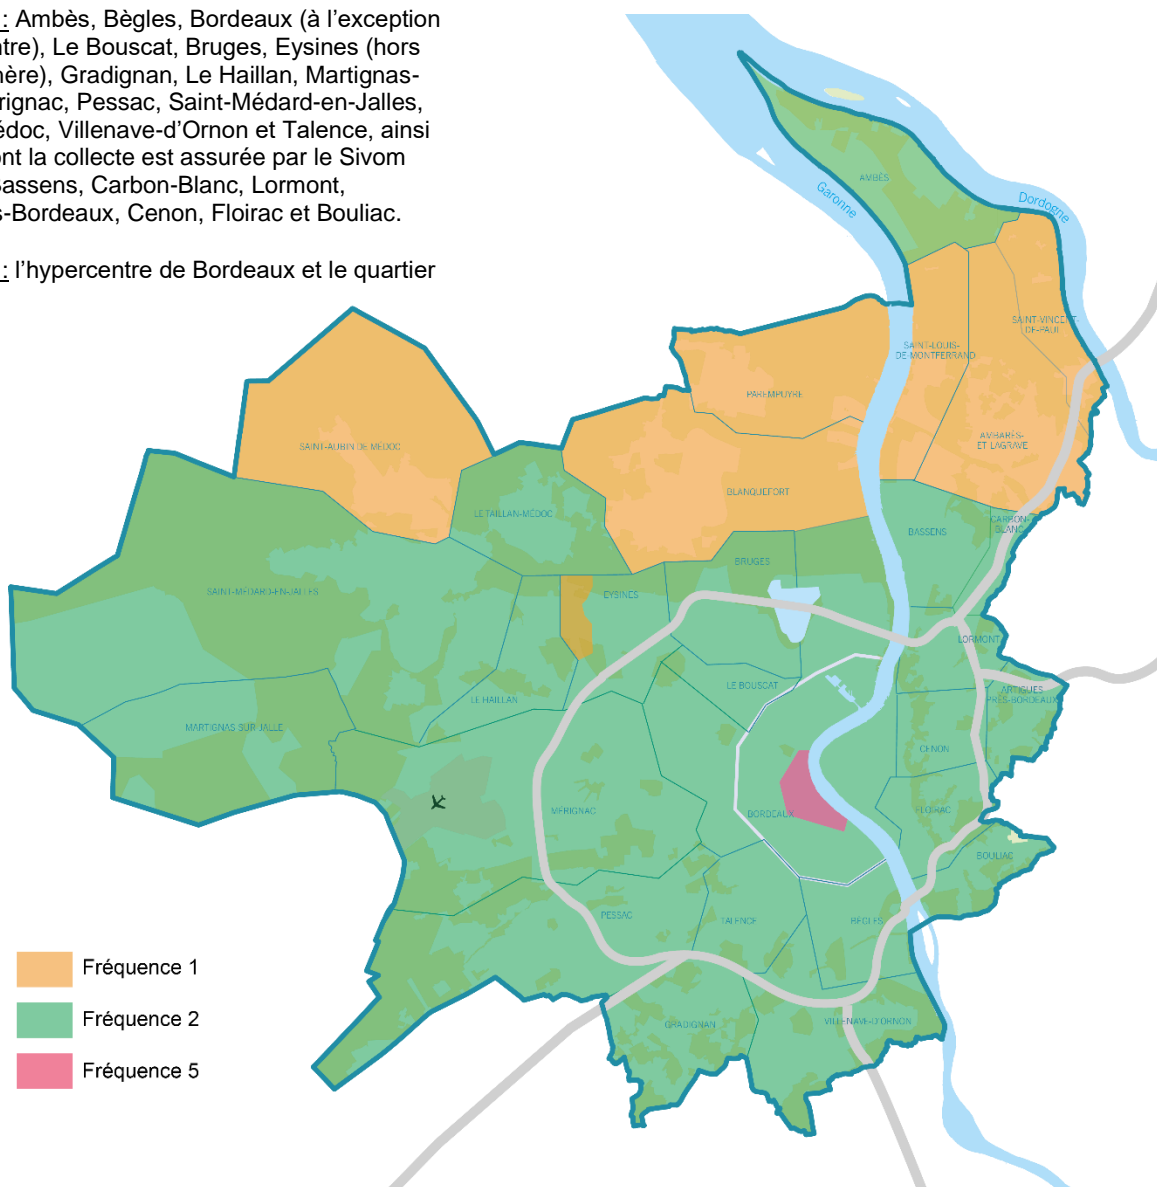 : Ambès, Bègles, Bordeaux (à l’exception
ntre), Le Bouscat, Bruges, Eysines (hors
nère), Gradignan, Le Haillan, Martignas-
rignac, Pessac, Saint-Médard-en-Jalles,
édoc, Villenave-d’Ornon et Talence, ainsi
ont la collecte est assurée par le Sivom
Bassens, Carbon-Blanc, Lormont,
s-Bordeaux, Cenon, Floirac et Bouliac.
: l’hypercentre de Bordeaux et le quartier
AMBÈS
Garonne
Dordogne
SAINT-VINCENT-
DE-PAUL
SAINT-LOUIS-
DE-MONTFERRAND
PAREMPUYRE
AMBARÈS-
ET LAGRAVE
SAINT-AUBIN DE MÉDOC
BLANQUEFORT
LE TAILLAN-MÉDOC
CARBON-
BLANC
BASSENS
BRUGES
SAINT-MÉDARD-EN-JALLES
EYSINES
LORMONT
LE BOUSCAT
ARTIGUES
PRÈS-BORDEAUX
LE HAILLAN
MARTIGNAS SUR JALLE
CENON
MÉRIGNAC
BORDEAUX
FLOIRAC
BOULIAC
PESSAC
TALENCE
BÈGLES
GRADIGNAN
VILLENAVE-D'ORNON
Fréquence 1
Fréquence 2
Fréquence 5